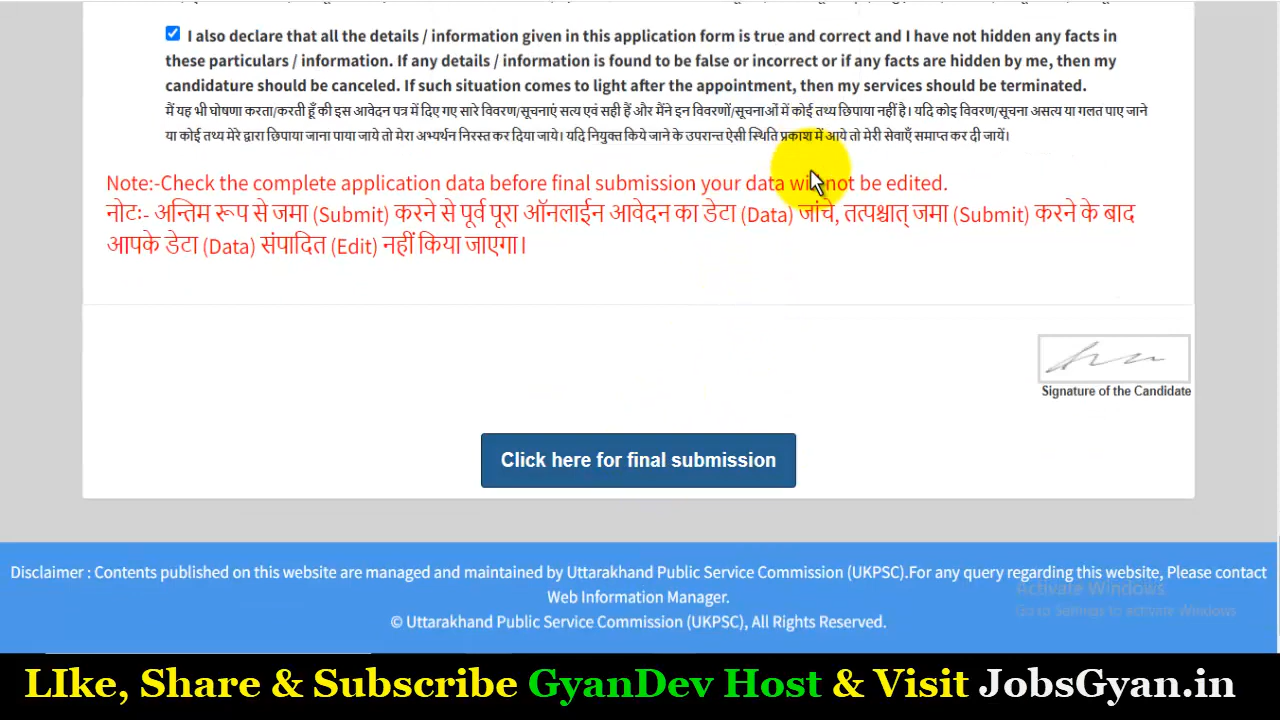 I also declare that all the details / information given in this application form is true and correct and I have not hidden any facts in
these particulars / information. If any details / information is found to be false or incorrect or if any facts are hidden by me, then my
candidature should be canceled. If such situation comes to light after the appointment, then my services should be terminated.
मैं यह भी घोषणा करता/करती हूँ की इस आवेदन पत्र में दिए गए सारे विवरण/सूचनाएं सत्य एवं सही हैं और मैंने इन विवरणों/सूचनाओं में कोई तथ्य छिपाया नहीं है। यदि कोई विवरण/सूचना असत्य या गलत पाए जाने
या कोई तथ्य मेरे द्वारा छिपाया जाना पाया जाये तो मेरा अभ्यर्थन निरस्त कर दिया जाये। यदि नियुक्त किये जाने के उपरान्त ऐसी स्थिति प्रकाश में आये तो मेरी सेवाएँ समाप्त कर दी जायें।
Note:-Check the complete application data before final submission your data will not be edited.
नोटः- अन्तिम रूप से जमा (Submit) करने से पूर्व पूरा ऑनलाईन आवेदन का डेटा (Data) जांचे, तत्पश्चात् जमा (Submit) करने के बाद
आपके डेटा (Data) संपादित (Edit) नहीं किया जाएगा।
Signature of the Candidate
Click here for final submission
Disclaimer : Contents published on this website are managed and maintained by Uttarakhand Public Service Commission (UKPSC).For any query regarding this website, Please contact
Web Information Manager.
© Uttarakhand Public Service Commission (UKPSC), All Rights Reserved.
Activate Windows
Go to Settings to activate Windows
LIke, Share & Subscribe GyanDev Host & Visit JobsGyan.in